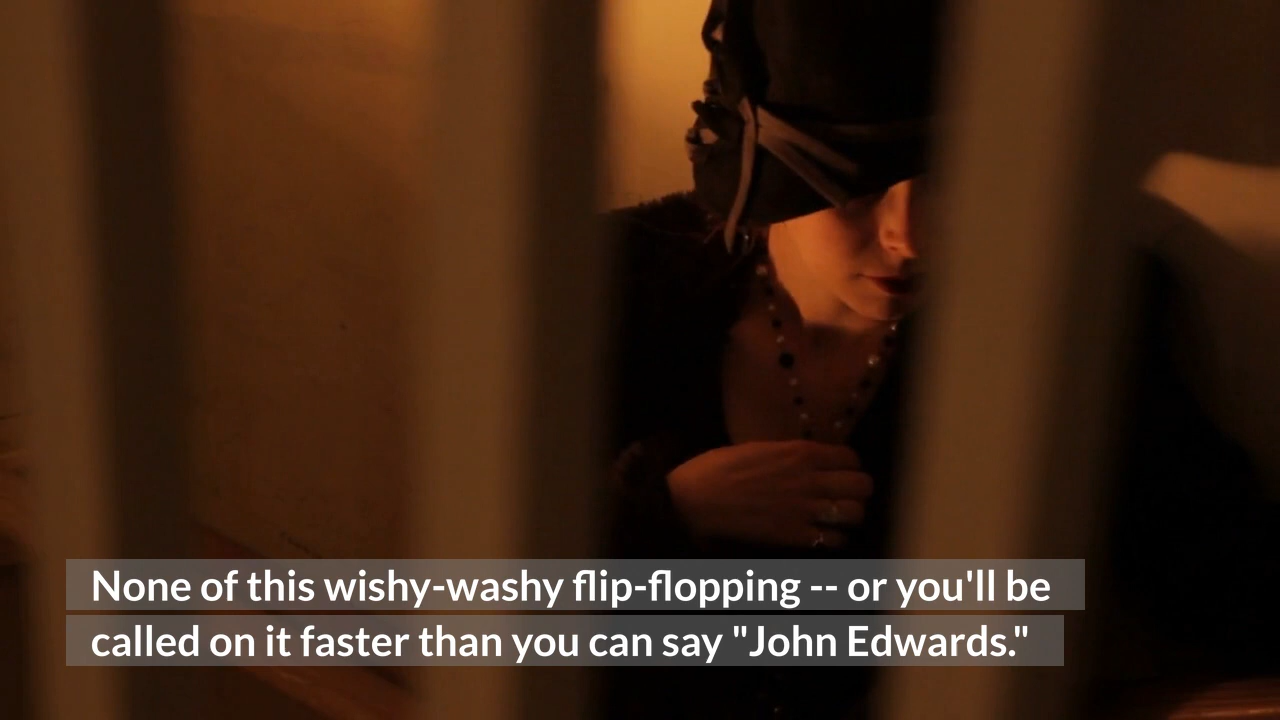 None of this wishy-washy flip-flopping -- or you'll be
called on it faster than you can say "John Edwards."